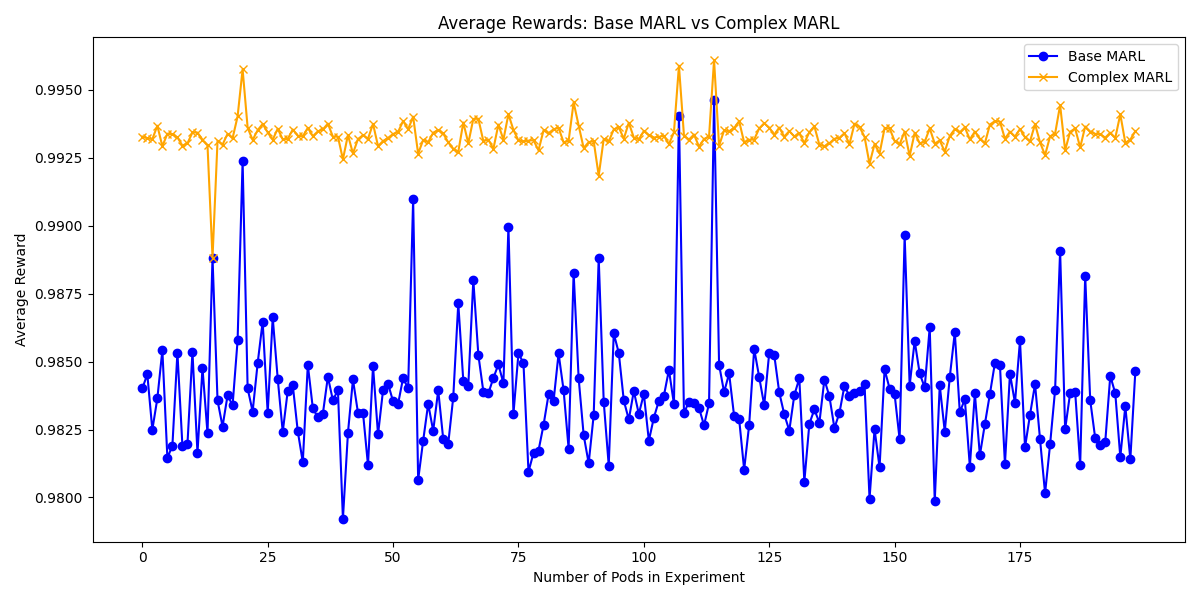 Average Rewards: Base MARL vs Complex MARL
Base MARL
Complex MARL
Average Reward
0.9950
0.9925
0.9900
0.9875
0.9850
0.9825
0.9800
0 25 50 75 100 125 150 175
Number of Pods in Experiment